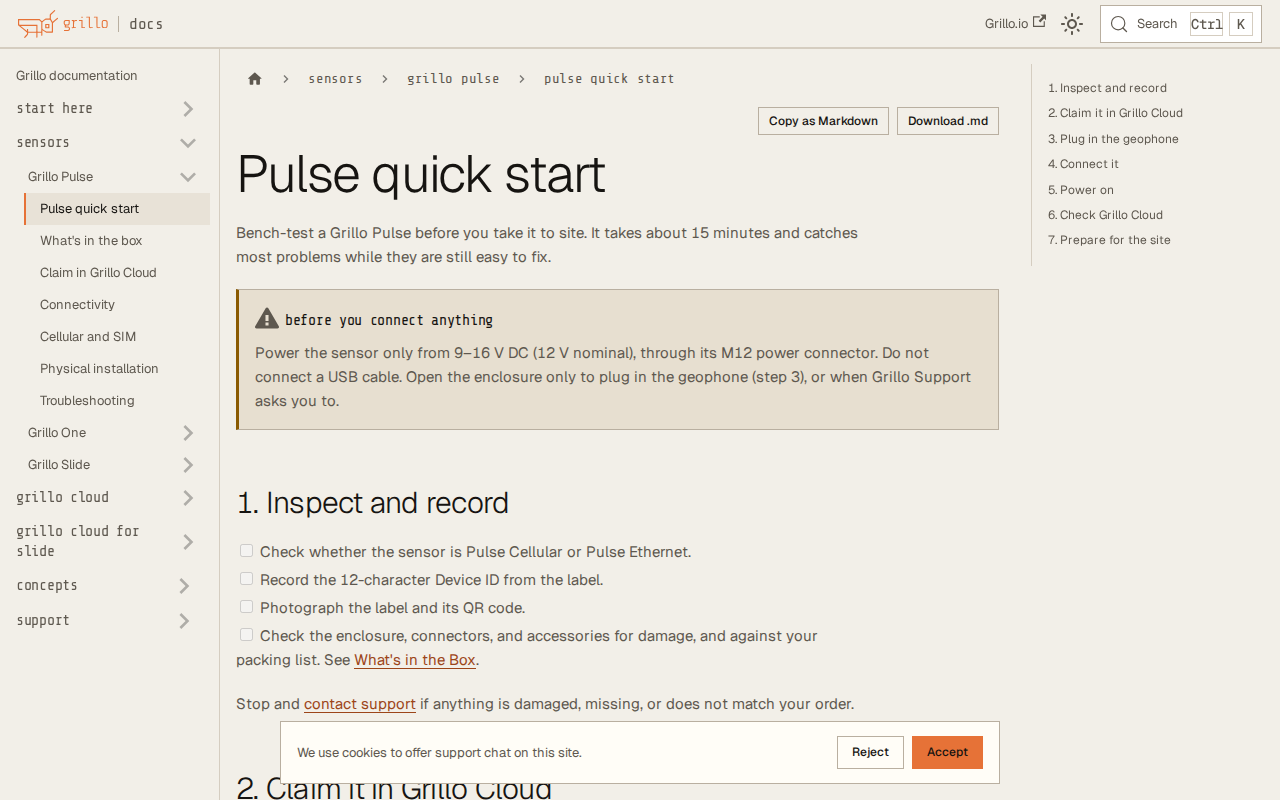 grillo docs
Grillo.io
Search Ctrl K
Grillo documentation
start here
sensors
Grillo Pulse
Pulse quick start
What's in the box
Claim in Grillo Cloud
Connectivity
Cellular and SIM
Physical installation
Troubleshooting
Grillo One
Grillo Slide
grillo cloud
grillo cloud for
slide
concepts
support
sensors > grillo pulse > pulse quick start
Copy as Markdown Download .md
Pulse quick start
Bench-test a Grillo Pulse before you take it to site. It takes about 15 minutes and catches
most problems while they are still easy to fix.
before you connect anything
Power the sensor only from 9–16 V DC (12 V nominal), through its M12 power connector. Do not
connect a USB cable. Open the enclosure only to plug in the geophone (step 3), or when Grillo Support
asks you to.
1. Inspect and record
Check whether the sensor is Pulse Cellular or Pulse Ethernet.
Record the 12-character Device ID from the label.
Photograph the label and its QR code.
Check the enclosure, connectors, and accessories for damage, and against your
packing list. See What's in the Box.
Stop and contact support if anything is damaged, missing, or does not match your order.
2. Claim it in Grillo Cloud
1. Inspect and record
2. Claim it in Grillo Cloud
3. Plug in the geophone
4. Connect it
5. Power on
6. Check Grillo Cloud
7. Prepare for the site
We use cookies to offer support chat on this site.
Reject Accept